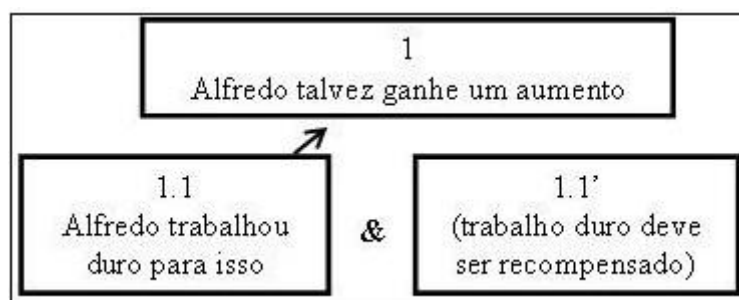 1
Alfredo talvez ganhe um aumento
1.1
Alfredo trabalhou
duro para isso
&
1.1’
(trabalho duro deve
ser recompensado)